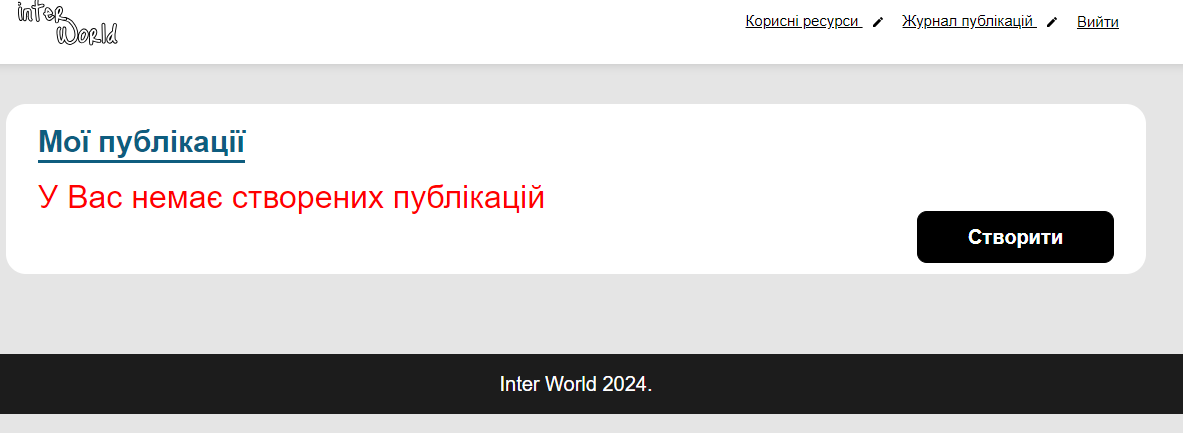 inter
World
Корисні ресурси Журнал публікацій Вийти
Мої публікації
У Вас немає створених публікацій
Створити
Inter World 2024.